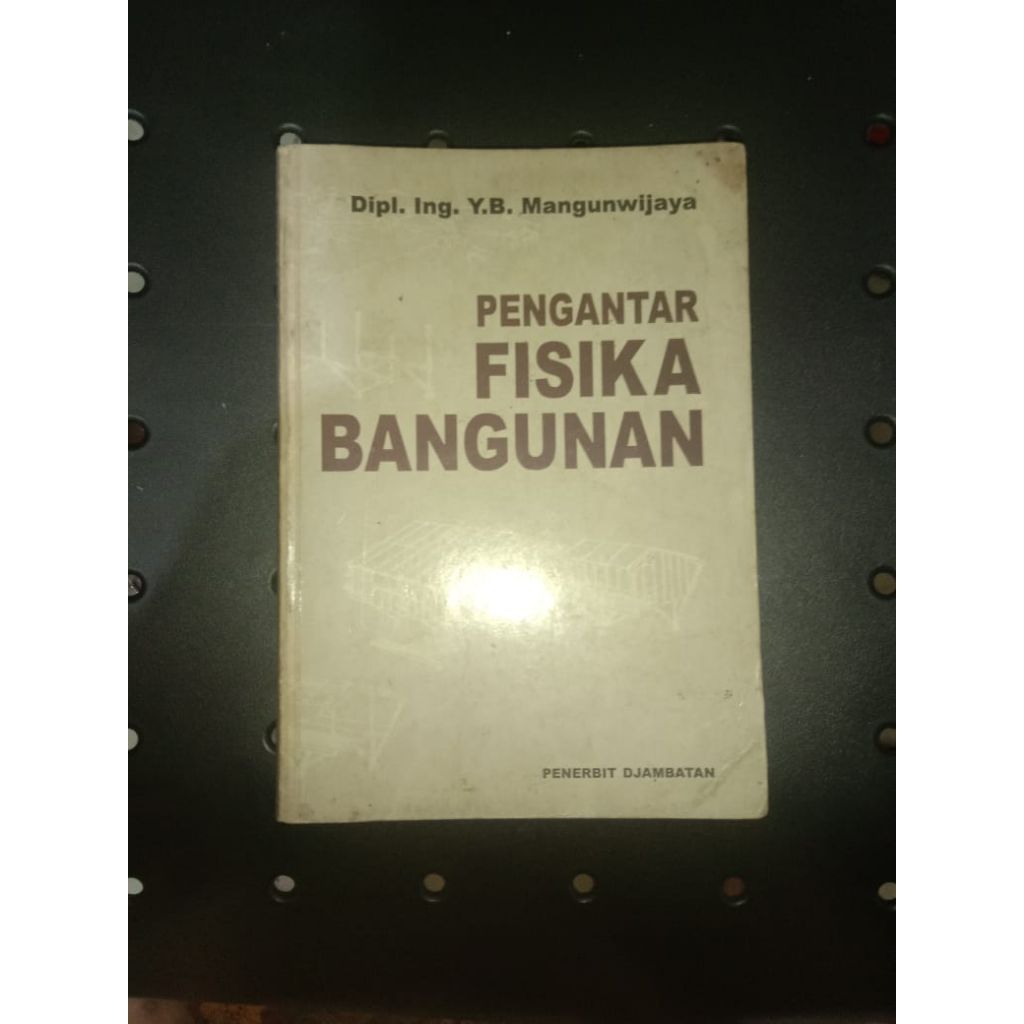 Dipl. Ing. Y.B. Mangunwijaya
PENGANTAR
FISIKA
BANGUNAN
PENERBIT DJAMBATAN